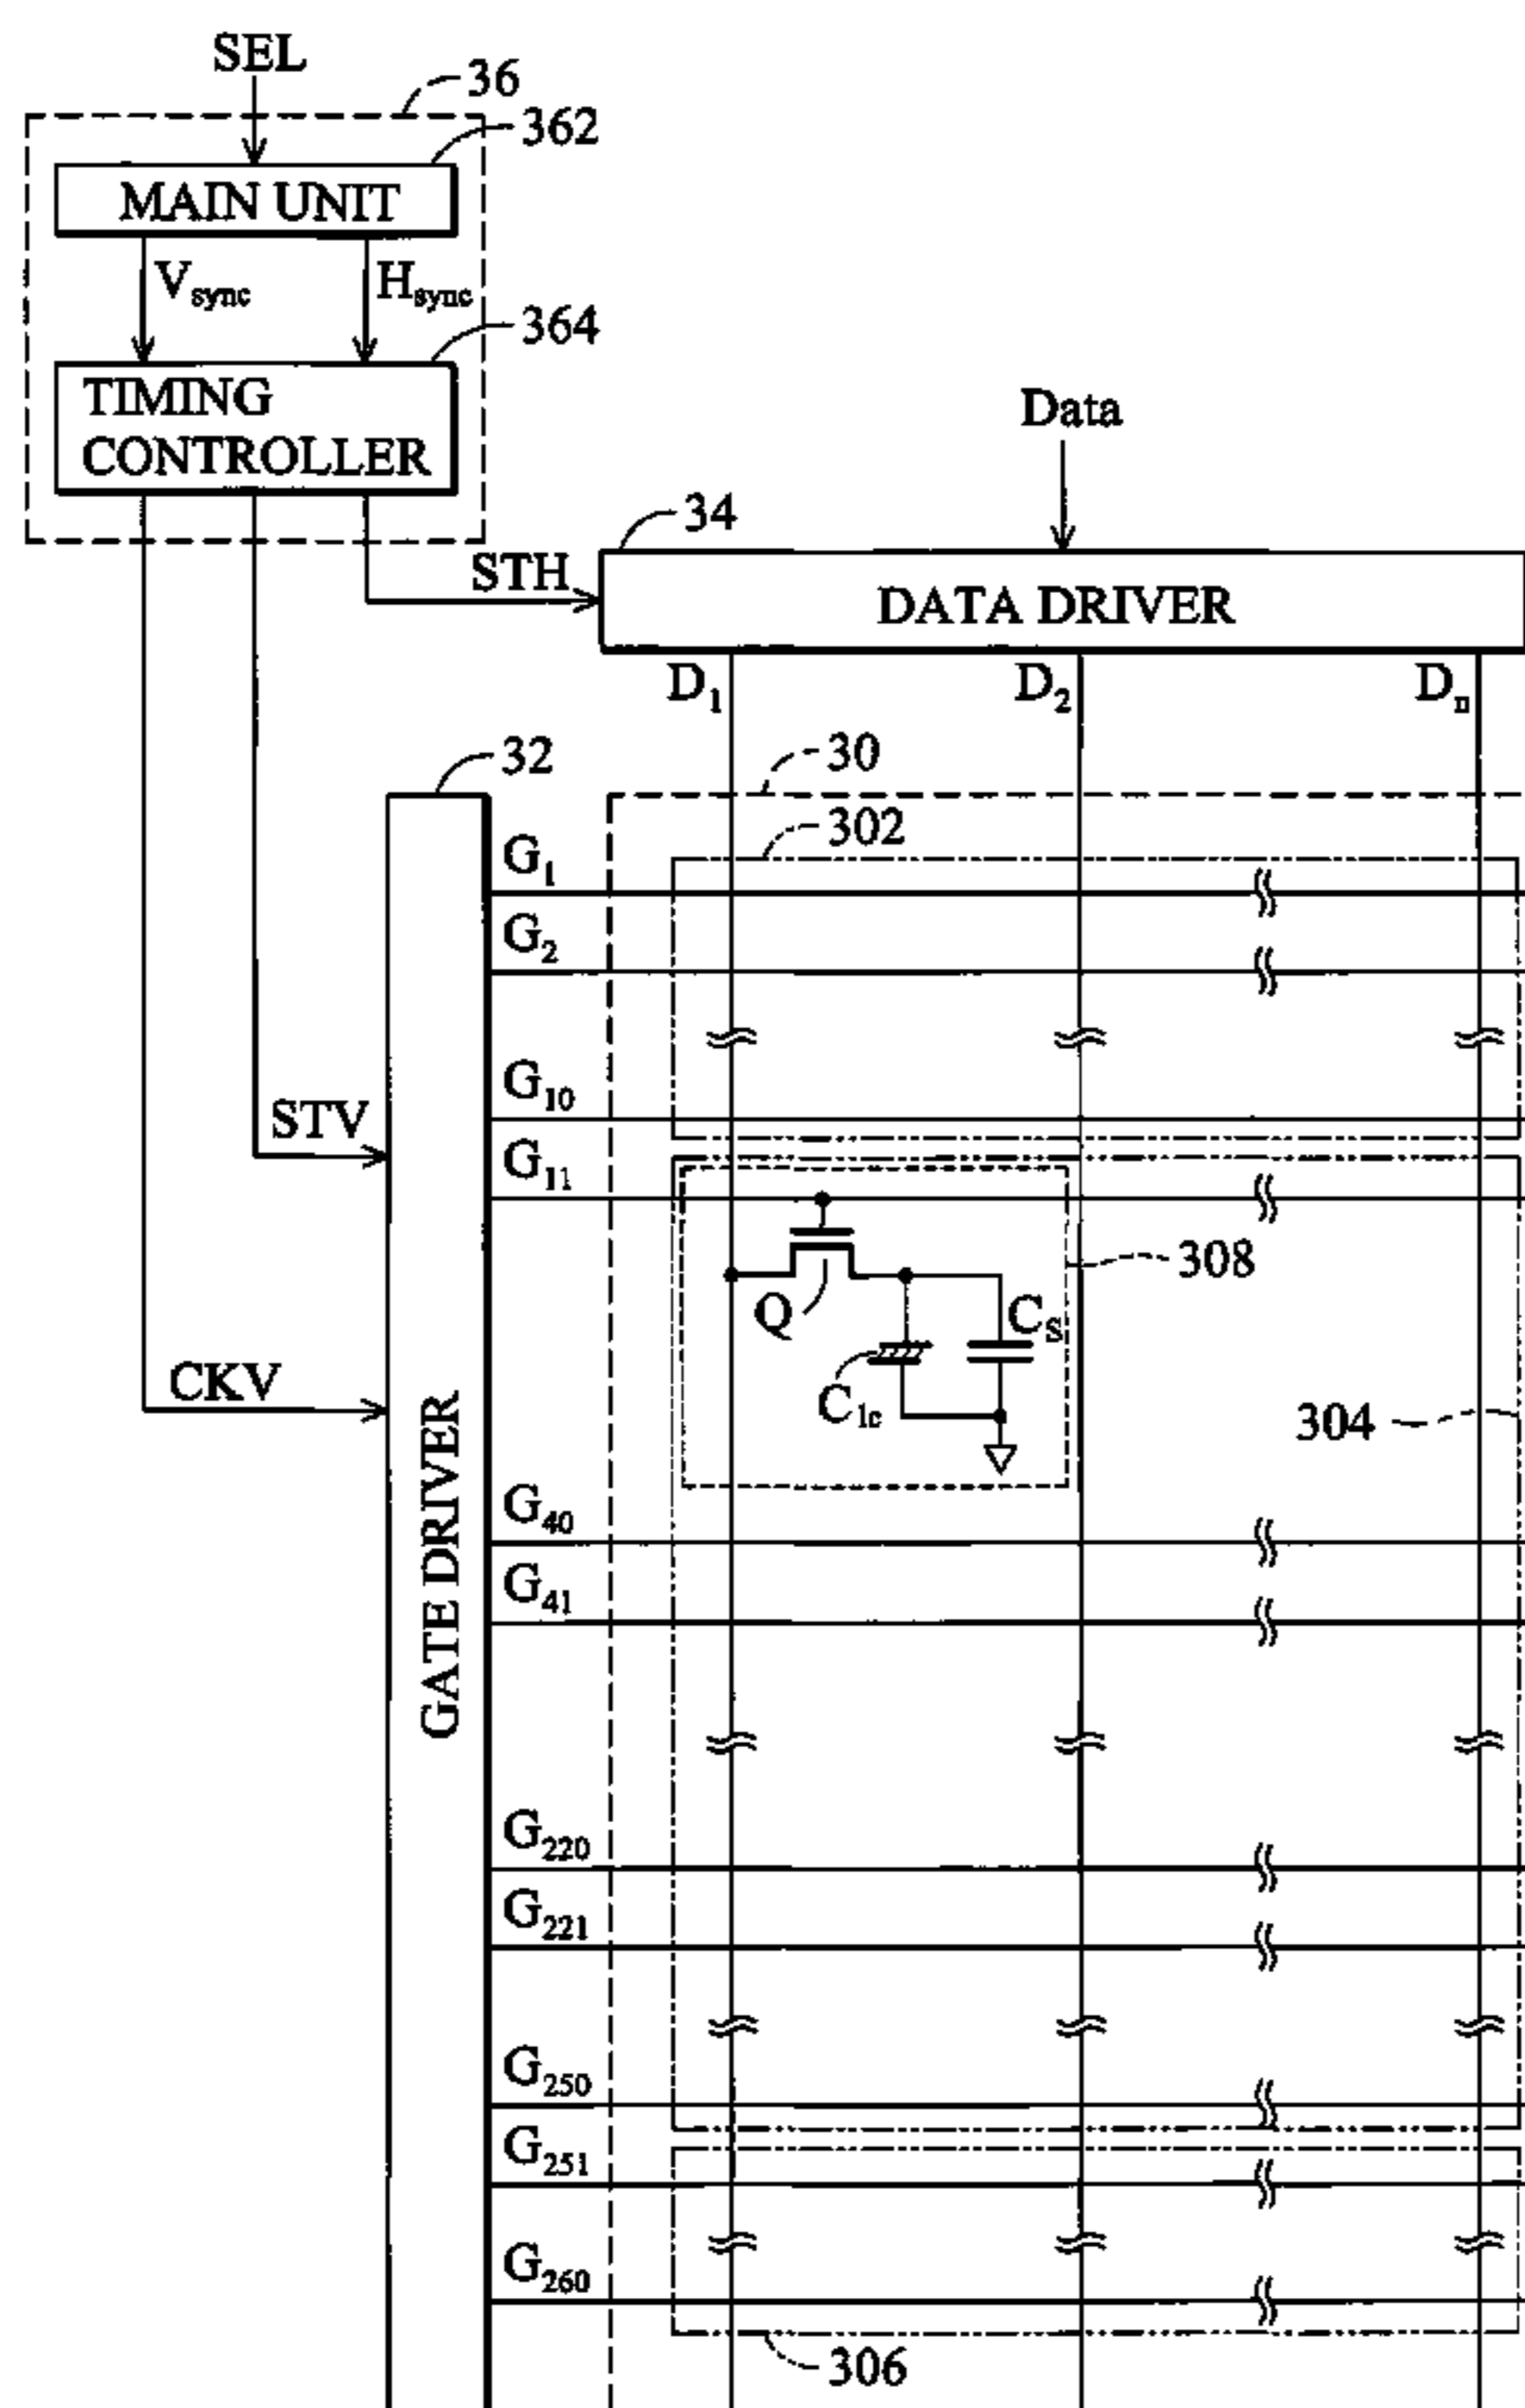 SEL
36
362
MAIN UNIT
Vsync
Hsync
364
TIMING
CONTROLLER
Data
34
STH
DATA DRIVER
D1
D2
Dn
32
30
302
G1
G2
G10
STV
G11
308
Q
CS
CKV
Clc
304
GATE DRIVER
G40
G41
G220
G221
G250
G251
G260
306